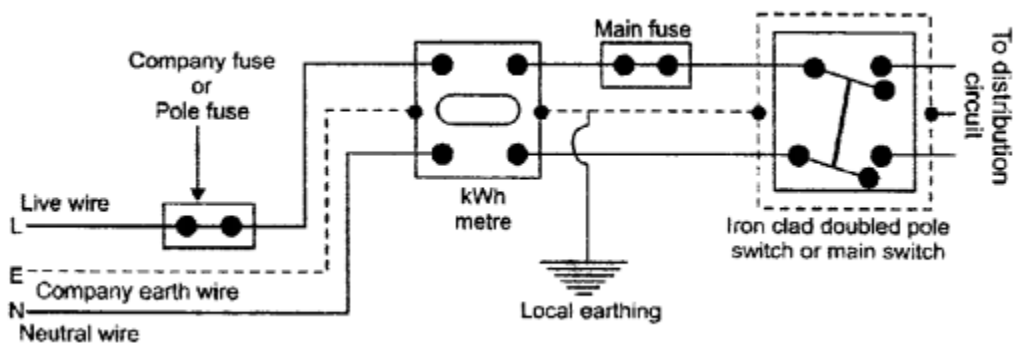 Company fuse
or
Pole fuse
Main fuse
To distribution
circuit
Live wire
L
kWh
metre
Iron clad doubled pole
switch or main switch
E
Company earth wire
N
Neutral wire
Local earthing